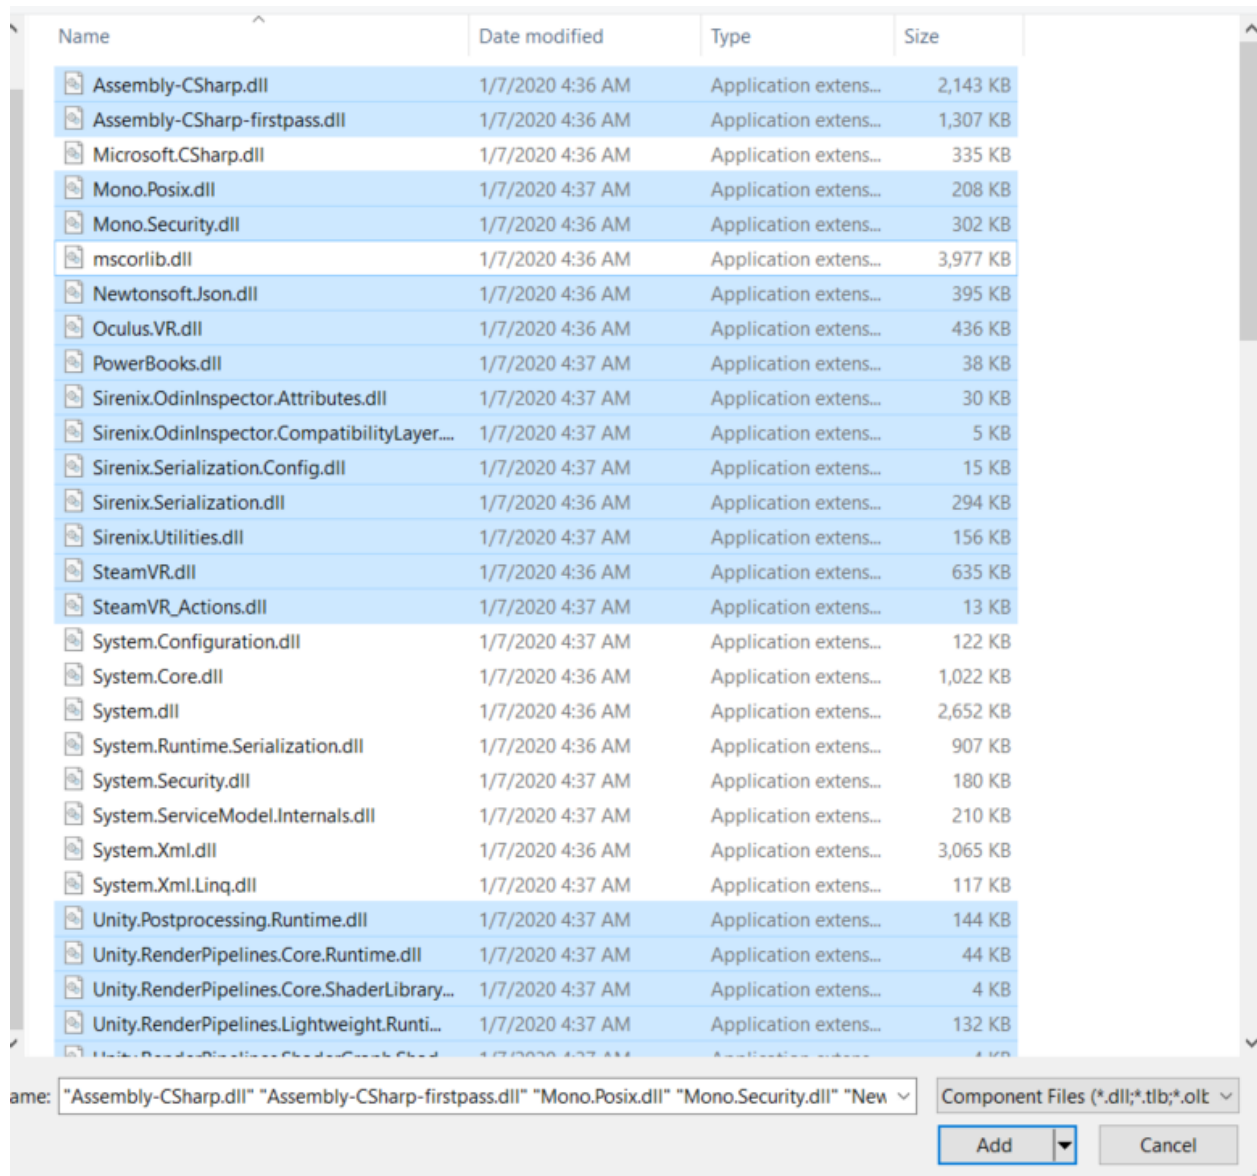 Name Date modified Type Size
Assembly-CSharp.dll 1/7/2020 4:36 AM Application extens... 2,143 KB
Assembly-CSharp-firstpass.dll 1/7/2020 4:36 AM Application extens... 1,307 KB
Microsoft.CSharp.dll 1/7/2020 4:36 AM Application extens... 335 KB
Mono.Posix.dll 1/7/2020 4:37 AM Application extens... 208 KB
Mono.Security.dll 1/7/2020 4:36 AM Application extens... 302 KB
mscorlib.dll 1/7/2020 4:36 AM Application extens... 3,977 KB
Newtonsoft.Json.dll 1/7/2020 4:36 AM Application extens... 395 KB
Oculus.VR.dll 1/7/2020 4:36 AM Application extens... 436 KB
PowerBooks.dll 1/7/2020 4:37 AM Application extens... 38 KB
Sirenix.OdinInspector.Attributes.dll 1/7/2020 4:37 AM Application extens... 30 KB
Sirenix.OdinInspector.CompatibilityLayer.... 1/7/2020 4:37 AM Application extens... 5 KB
Sirenix.Serialization.Config.dll 1/7/2020 4:37 AM Application extens... 15 KB
Sirenix.Serialization.dll 1/7/2020 4:36 AM Application extens... 294 KB
Sirenix.Utilities.dll 1/7/2020 4:37 AM Application extens... 156 KB
SteamVR.dll 1/7/2020 4:36 AM Application extens... 635 KB
SteamVR_Actions.dll 1/7/2020 4:37 AM Application extens... 13 KB
System.Configuration.dll 1/7/2020 4:37 AM Application extens... 122 KB
System.Core.dll 1/7/2020 4:36 AM Application extens... 1,022 KB
System.dll 1/7/2020 4:36 AM Application extens... 2,652 KB
System.Runtime.Serialization.dll 1/7/2020 4:36 AM Application extens... 907 KB
System.Security.dll 1/7/2020 4:37 AM Application extens... 180 KB
System.ServiceModel.Internals.dll 1/7/2020 4:37 AM Application extens... 210 KB
System.Xml.dll 1/7/2020 4:36 AM Application extens... 3,065 KB
System.Xml.Linq.dll 1/7/2020 4:37 AM Application extens... 117 KB
Unity.Postprocessing.Runtime.dll 1/7/2020 4:37 AM Application extens... 144 KB
Unity.RenderPipelines.Core.Runtime.dll 1/7/2020 4:37 AM Application extens... 44 KB
Unity.RenderPipelines.Core.ShaderLibrary... 1/7/2020 4:37 AM Application extens... 4 KB
Unity.RenderPipelines.Lightweight.Runti... 1/7/2020 4:37 AM Application extens... 132 KB
ame: "Assembly-CSharp.dll" "Assembly-CSharp-firstpass.dll" "Mono.Posix.dll" "Mono.Security.dll" "New Component Files (*.dll;*.tlb;*.olb
Add Cancel